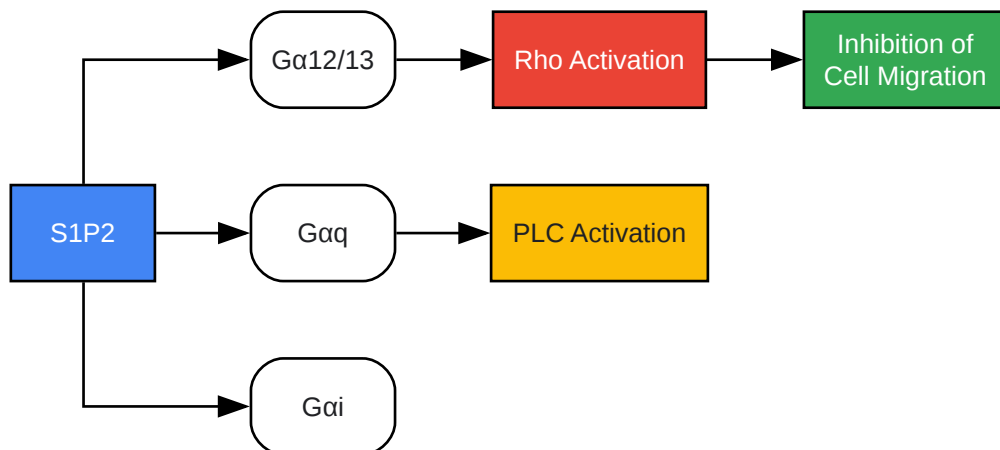 Gα12/13
Rho Activation
Inhibition of
Cell Migration
S1P2
Gαq
PLC Activation
Gαi